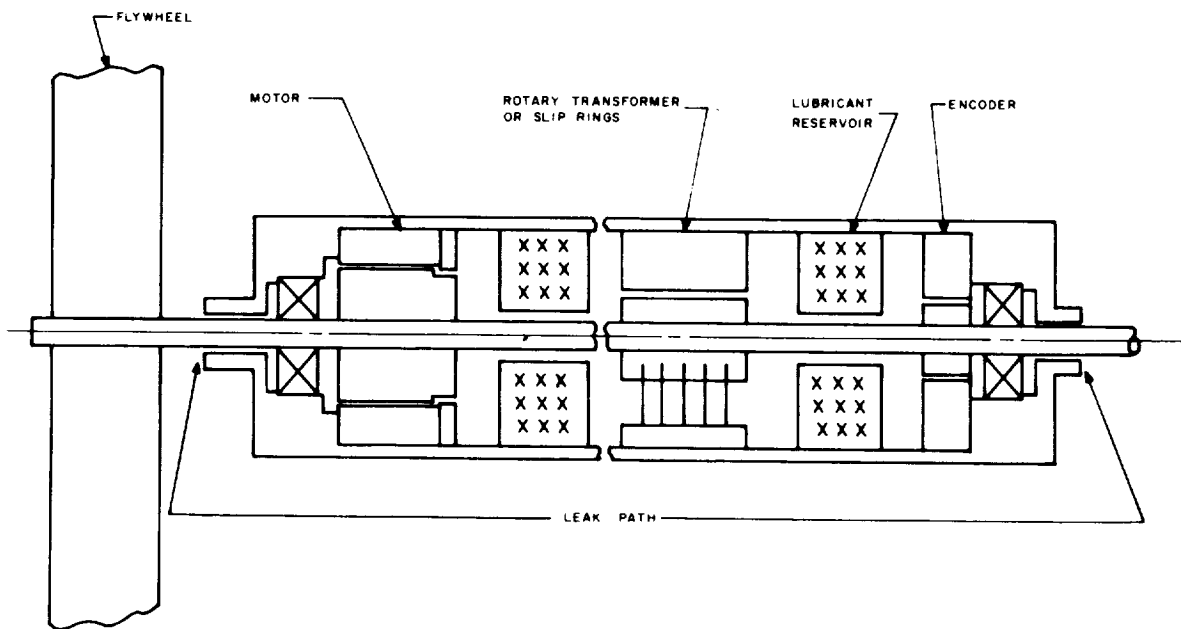 FLYWHEEL
MOTOR
ROTARY TRANSFORMER
OR SLIP RINGS
LUBRICANT
RESERVOIR
ENCODER
X X X
X X X
X X X
X X X
X X X
X X X
X X X
X X X
X X X
X X X
X X X
X X X
LEAK PATH